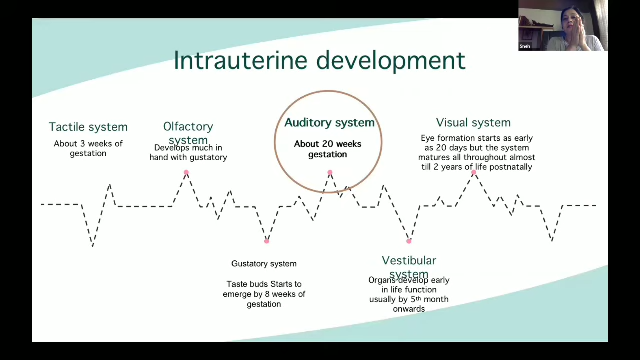 Intrauterine development
Tactile system
About 3 weeks of
gestation
Olfactory
system
Develops much in
hand with gustatory
Auditory system
About 20 weeks
gestation
Visual system
Eye formation starts as early
as 20 days but the system
matures all throughout almost
till 2 years of life postnatally
Gustatory system
Taste buds Starts to
emerge by 8 weeks of
gestation
Vestibular
system
Organs develop early
in life function
usually by 5th month
onwards